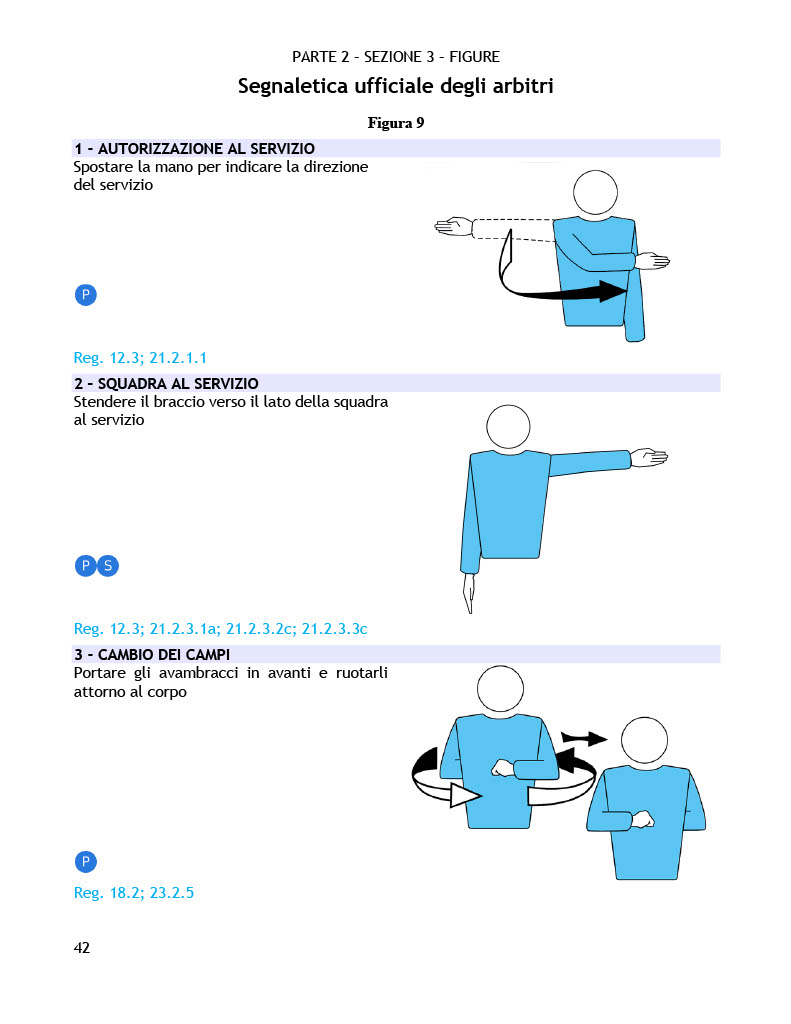 PARTE 2 – SEZIONE 3 – FIGURE
Segnaletica ufficiale degli arbitri
Figura 9
1 - AUTORIZZAZIONE AL SERVIZIO
Spostare la mano per indicare la direzione
del servizio
P
Reg. 12.3; 21.2.1.1
2 – SQUADRA AL SERVIZIO
Stendere il braccio verso il lato della squadra
al servizio
P S
Reg. 12.3; 21.2.3.1a; 21.2.3.2c; 21.2.3.3c
3 - CAMBIO DEI CAMPI
Portare gli avambracci in avanti e ruotarli
attorno al corpo
P
Reg. 18.2; 23.2.5
42